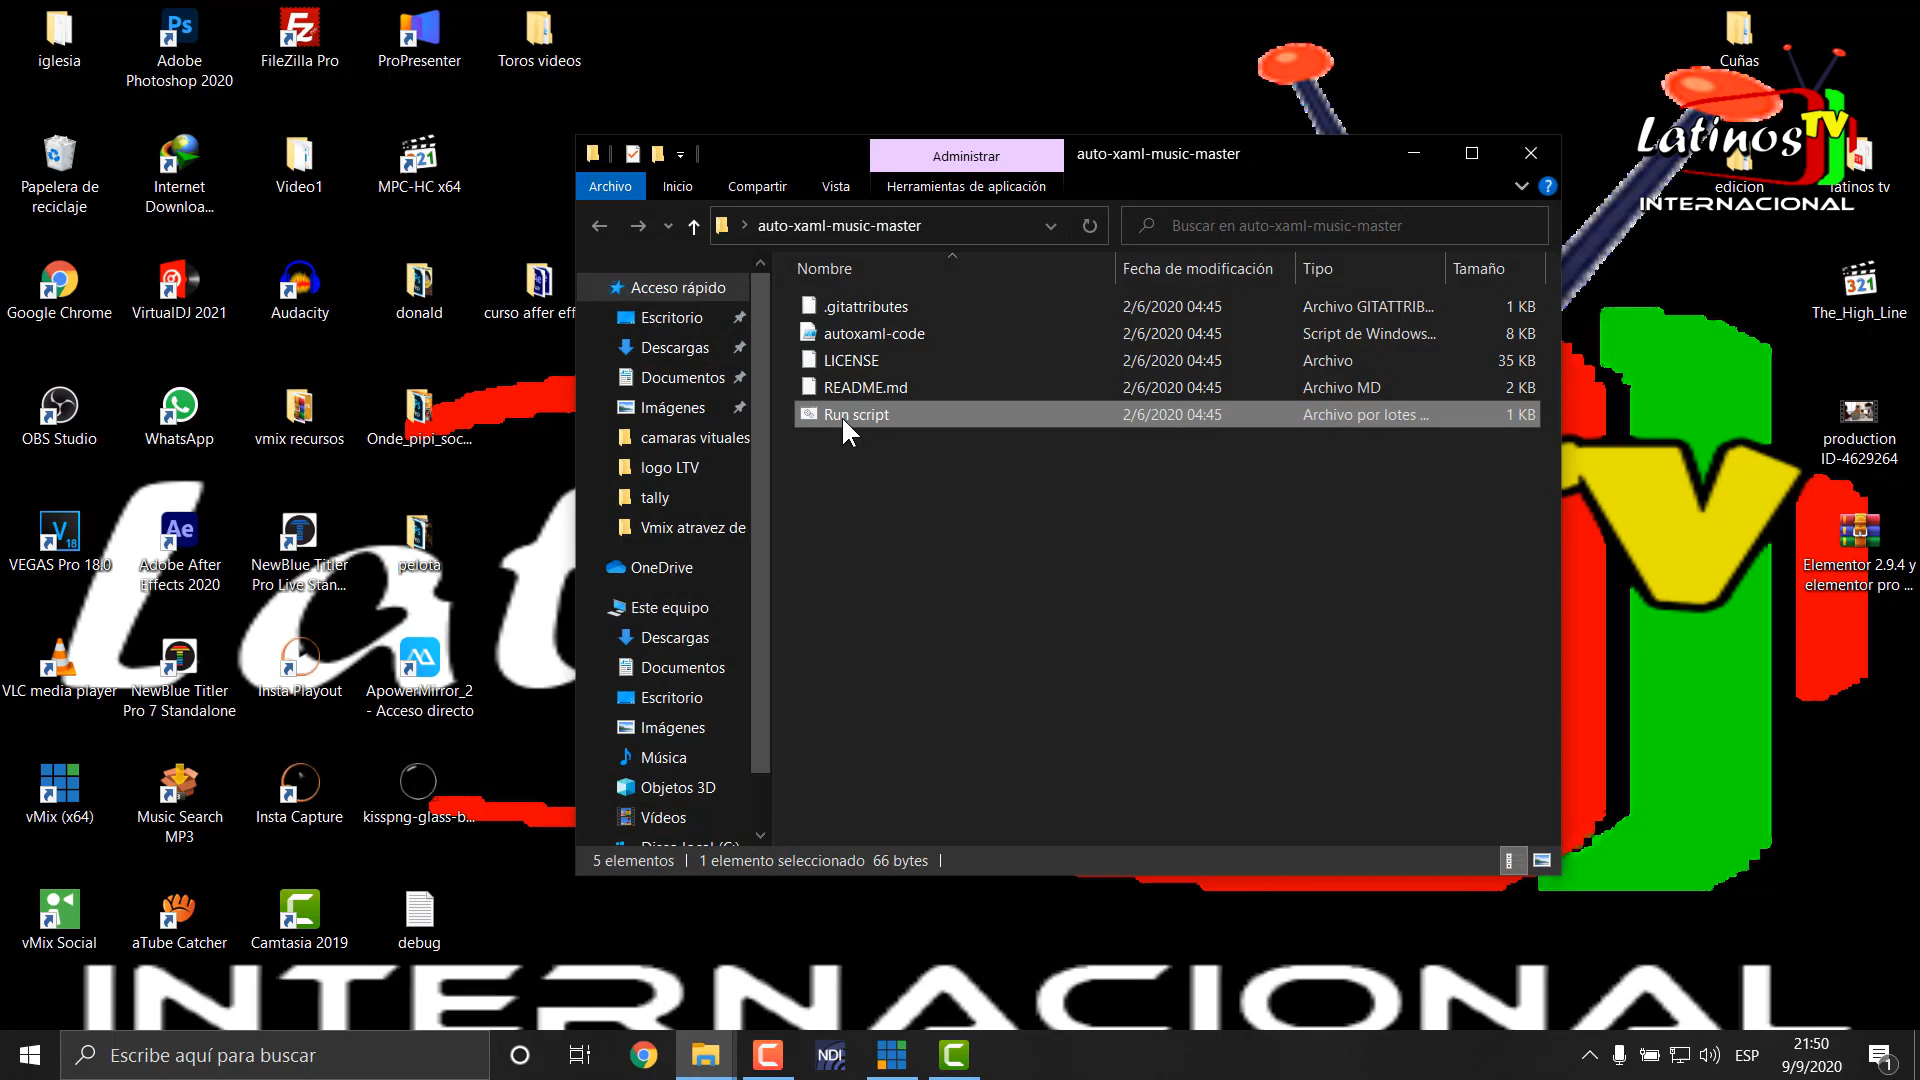 iglesia
Adobe
Photoshop 2020
FileZilla Pro
ProPresenter
Toros videos
Cuñas
Papelera de
reciclaje
Internet
Downloa...
Video1
MPC-HC x64
Latinos TV
INTERNACIONAL
edicion
latinos tv
Google Chrome
VirtualDJ 2021
Audacity
donald
curso affer eff
The_High_Line
OBS Studio
WhatsApp
vmix recursos
Onde_pipi_soc...
production
ID-4629264
VEGAS Pro 18.0
Adobe After
Effects 2020
NewBlue Titler
Pro Live Stan...
pelota
Elementor 2.9.4 y
elementor pro ...
VLC media player
NewBlue Titler
Pro 7 Standalone
Insta Playout
ApowerMirror_2
- Acceso directo
vMix (x64)
Music Search
MP3
Insta Capture
kisspng-glass-b...
vMix Social
aTube Catcher
Camtasia 2019
debug
Administrar
auto-xaml-music-master
Archivo
Inicio
Compartir
Vista
Herramientas de aplicación
auto-xaml-music-master
Buscar en auto-xaml-music-master
Acceso rápido
Escritorio
Descargas
Documentos
Imágenes
camaras vituales
logo LTV
tally
Vmix atravez de
OneDrive
Este equipo
Descargas
Documentos
Escritorio
Imágenes
Música
Objetos 3D
Vídeos
Nombre Fecha de modificación Tipo Tamaño
.gitattributes 2/6/2020 04:45 Archivo GITATTRIB... 1 KB
autoxaml-code 2/6/2020 04:45 Script de Windows... 8 KB
LICENSE 2/6/2020 04:45 Archivo 35 KB
README.md 2/6/2020 04:45 Archivo MD 2 KB
Run script 2/6/2020 04:45 Archivo por lotes ... 1 KB
5 elementos 1 elemento seleccionado 66 bytes
INTERNACIONAL
Escribe aquí para buscar
NDI
ESP
21:50
9/9/2020
1